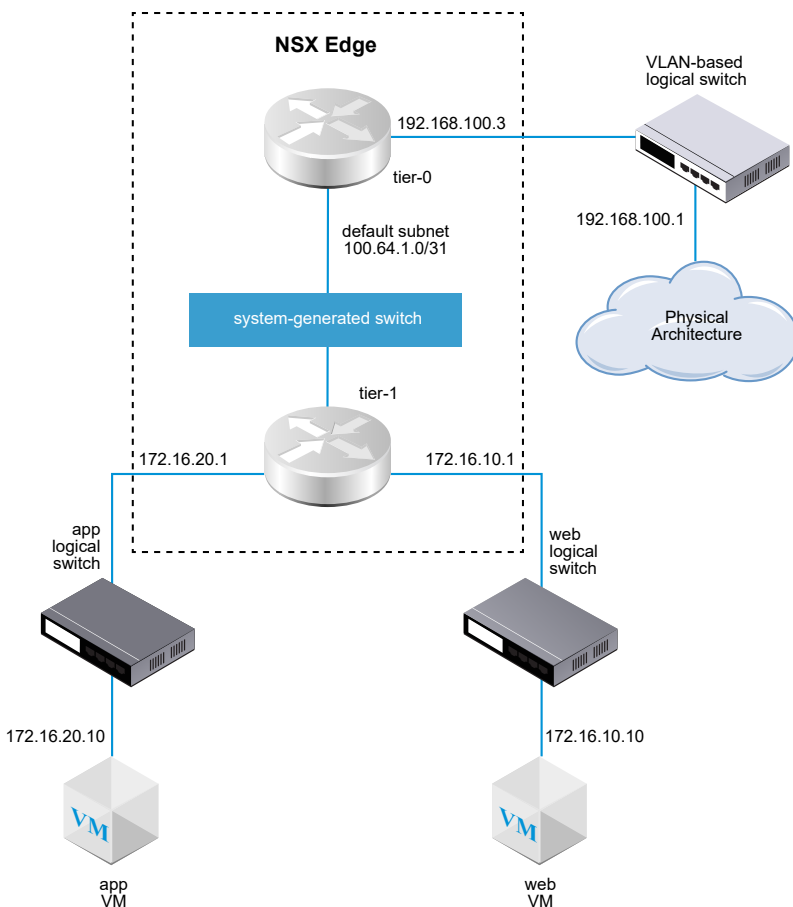 NSX Edge
VLAN-based
logical switch
192.168.100.3
tier-0
192.168.100.1
default subnet
100.64.1.0/31
system-generated switch
Physical
Architecture
tier-1
172.16.20.1
172.16.10.1
app
logical
switch
web
logical
switch
172.16.20.10
172.16.10.10
VM
VM
app
VM
web
VM